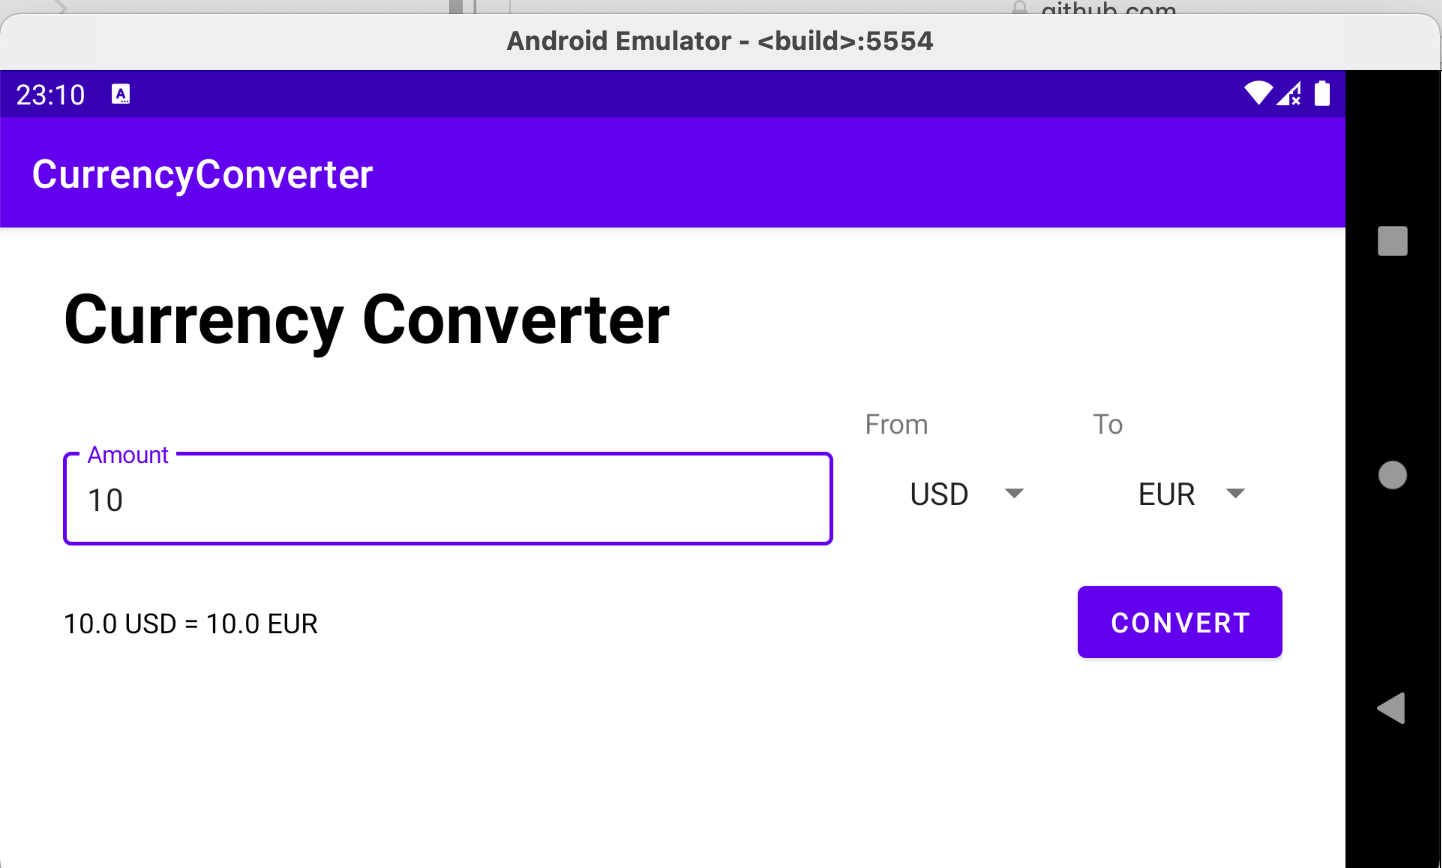 github.com
Android Emulator - <build>:5554
23:10 A
CurrencyConverter
Currency Converter
From To
Amount
10 USD EUR
10.0 USD = 10.0 EUR CONVERT